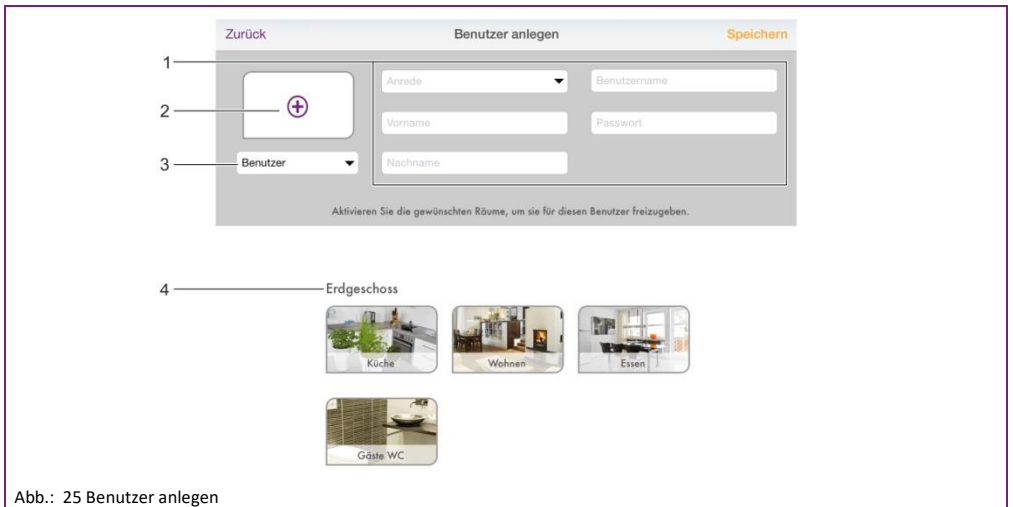 Zurück Benutzer anlegen Speichern
1
Anrede Benutzername
2
Vorname Passwort
3 Benutzer Nachname
Aktivieren Sie die gewünschten Räume, um sie für diesen Benutzer freizugeben.
4 Erdgeschoss
Küche Wohnen Essen
Gäste WC
Abb.: 25 Benutzer anlegen